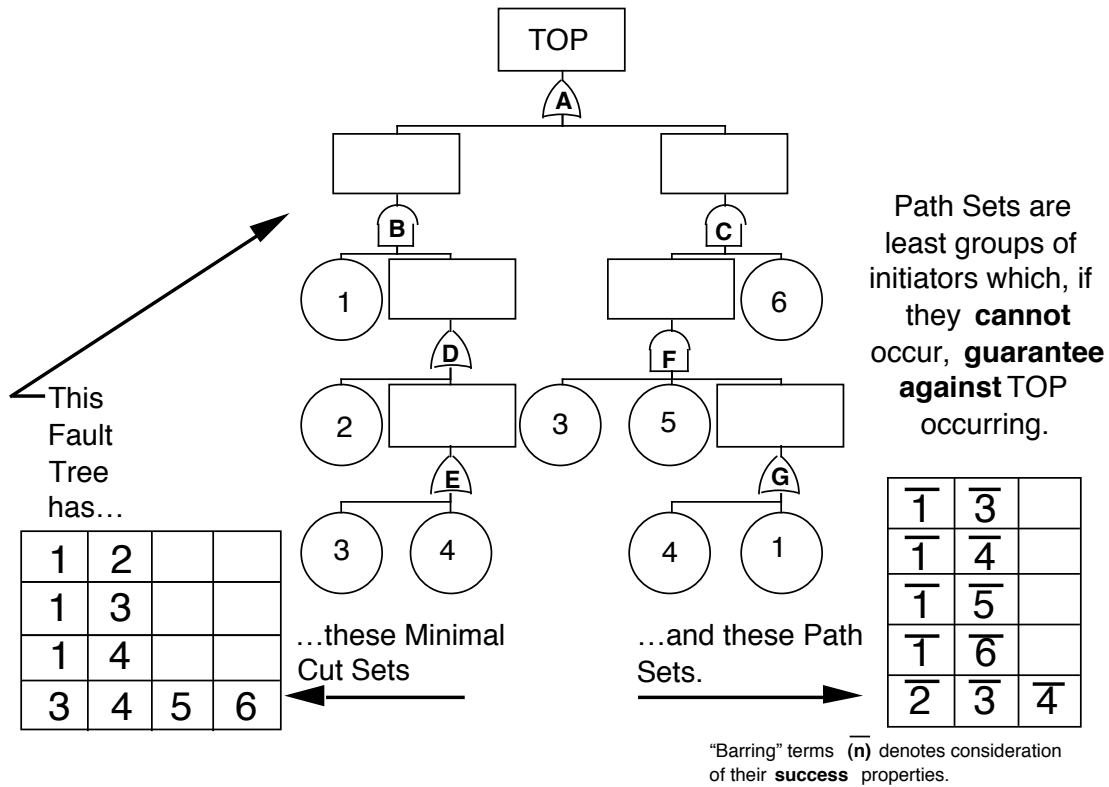 TOP
A
B
C
1
6
D
F
2
3
5
E
G
3
4
4
1
This
Fault
Tree
has…
1 2
1 3
1 4
3 4 5 6
…these Minimal
Cut Sets
…and these Path
Sets.
Path Sets are
least groups of
initiators which, if
they cannot
occur, guarantee
against TOP
occurring.
1̅ 3̅
1̅ 4̅
1̅ 5̅
1̅ 6̅
2̅ 3̅ 4̅
“Barring” terms (n̅) denotes consideration
of their success properties.